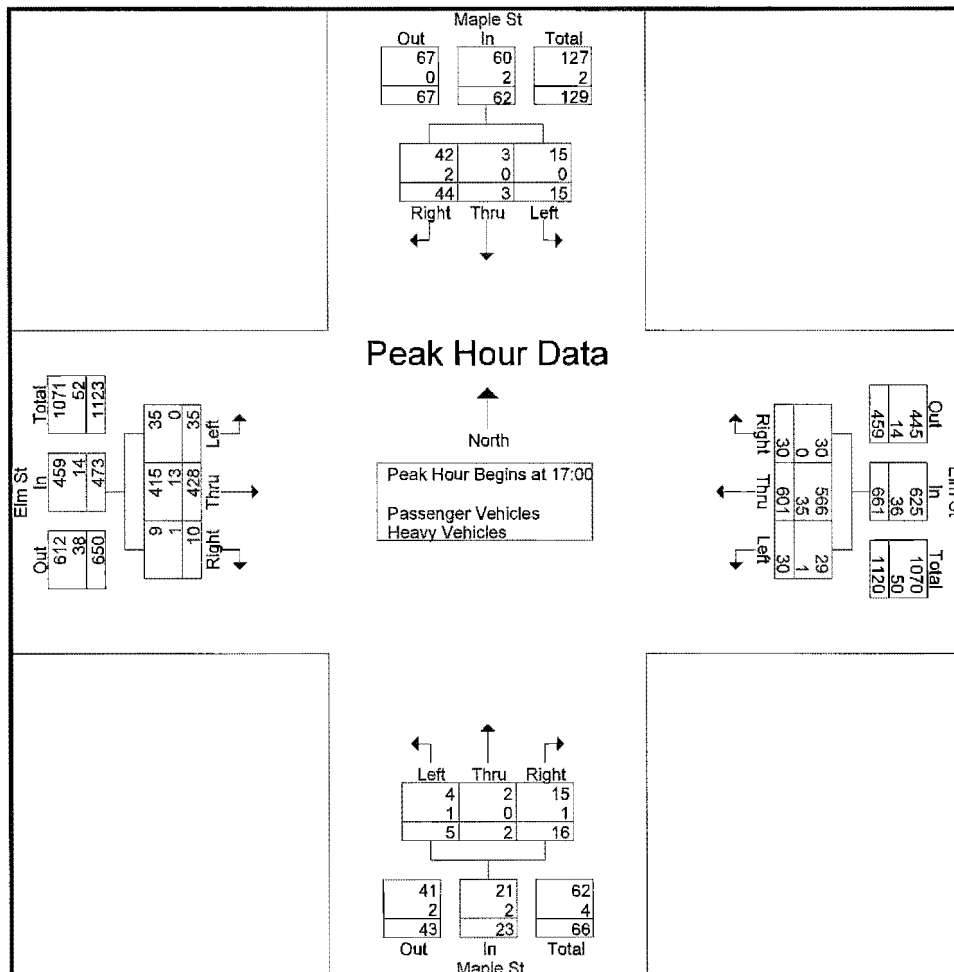 Maple St
Out In Total
67 60 127
0 2 2
67 62 129
42 3 15
2 0 0
44 3 15
Right Thru Left
Peak Hour Data
North
Peak Hour Begins at 17:00
Passenger Vehicles
Heavy Vehicles
Elm St
Total In Out
1071 459 612
52 14 38
1123 473 650
35 415 9
0 13 1
35 428 10
Left Thru Right
Out In Total
445 625 1070
14 36 50
459 661 1120
30 566 29
0 35 1
30 601 30
Right Thru Left
Left Thru Right
4 2 15
1 0 1
5 2 16
41 21 62
2 2 4
43 23 66
Out In Total
Maple St